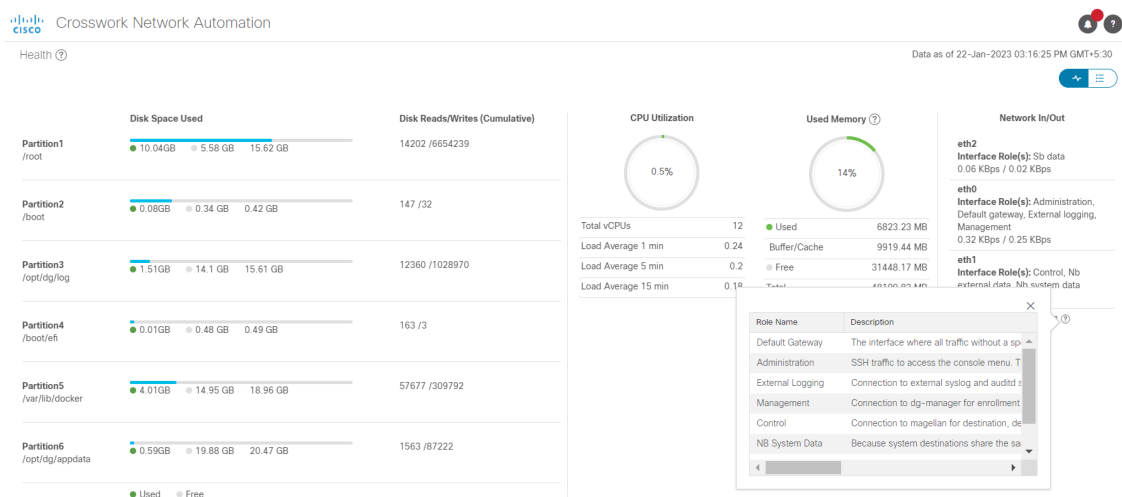 CISCO Crosswork Network Automation
?
Health ?
Data as of 22-Jan-2023 03:16:25 PM GMT+5:30
Disk Space Used
Disk Reads/Writes (Cumulative)
Partition1
/root
10.04GB 5.58 GB 15.62 GB
14202 /6654239
Partition2
/boot
0.08GB 0.34 GB 0.42 GB
147 /32
Partition3
/opt/dg/log
1.51GB 14.1 GB 15.61 GB
12360 /1028970
Partition4
/boot/efi
0.01GB 0.48 GB 0.49 GB
163 /3
Partition5
/var/lib/docker
4.01GB 14.95 GB 18.96 GB
57677 /309792
Partition6
/opt/dg/appdata
0.59GB 19.88 GB 20.47 GB
1563 /87222
Used Free
CPU Utilization
0.5%
Total vCPUs 12
Load Average 1 min 0.24
Load Average 5 min 0.2
Load Average 15 min 0.18
Used Memory ?
14%
Used 6823.23 MB
Buffer/Cache 9919.44 MB
Free 31448.17 MB
Total
Network In/Out
eth2
Interface Role(s): Sb data
0.06 KBps / 0.02 KBps
eth0
Interface Role(s): Administration,
Default gateway, External logging,
Management
0.32 KBps / 0.25 KBps
eth1
Interface Role(s): Control, Nb
external data, Nb system data
?
Role Name Description
Default Gateway The interface where all traffic without a
Administration SSH traffic to access the console menu.
External Logging Connection to external syslog and auditd
Management Connection to dg-manager for enrollment
Control Connection to magellan for destination,
NB System Data Because system destinations share the